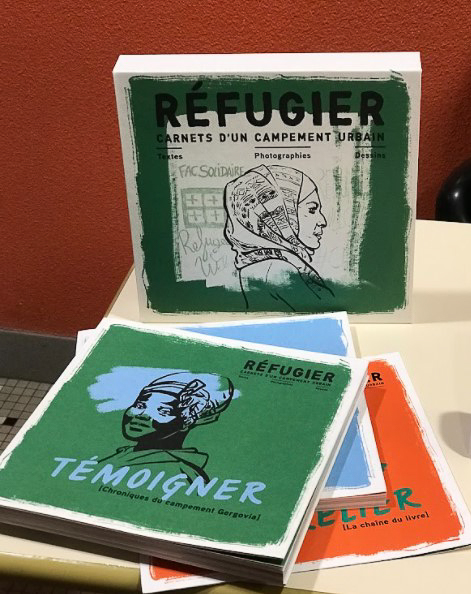 RÉFUGIER
CARNETS D'UN CAMPEMENT URBAIN
Textes Photographies Dessins
FAC SOLIDAIRE
RÉFUGIER
CARNETS D'UN CAMPEMENT URBAIN
TÉMOIGNER
[Chroniques du campement Gergovia]
[La chaîne du livre]